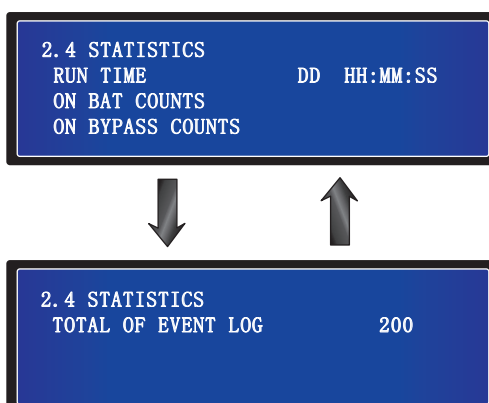 2.4 STATISTICS
RUN TIME DD HH:MM:SS
ON BAT COUNTS
ON BYPASS COUNTS
2.4 STATISTICS
TOTAL OF EVENT LOG 200